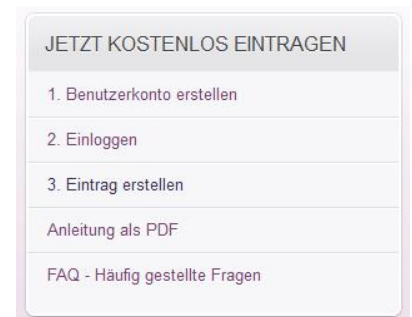 JETZT KOSTENLOS EINTRAGEN
1. Benutzerkonto erstellen
2. Einloggen
3. Eintrag erstellen
Anleitung als PDF
FAQ - Häufig gestellte Fragen